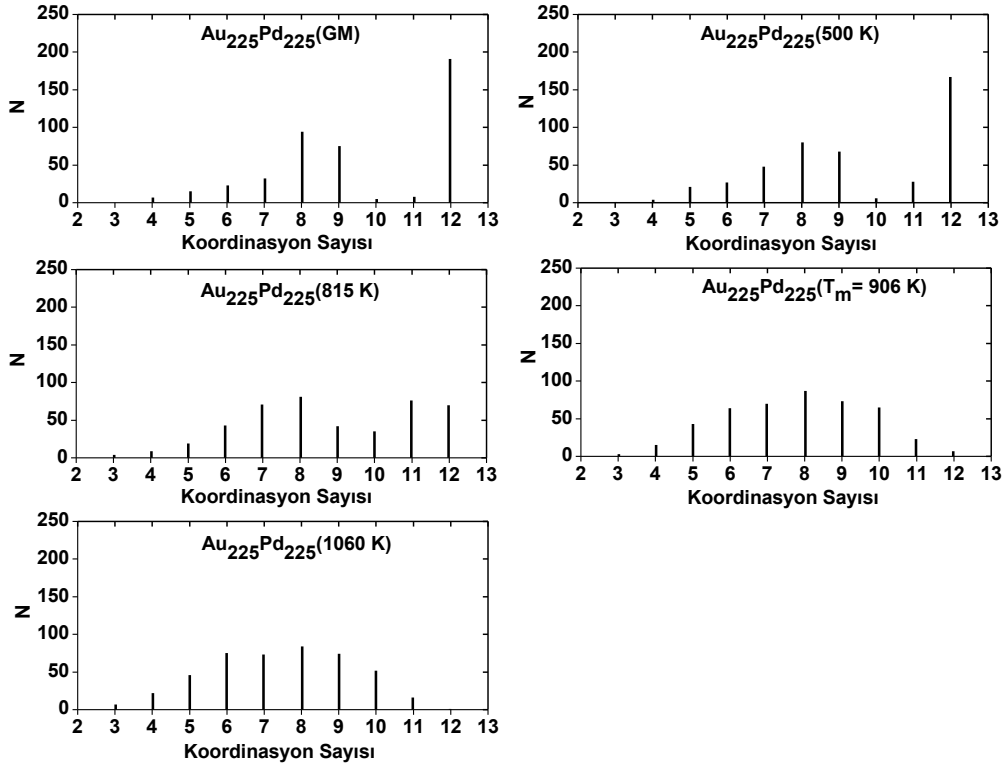 Au225Pd225(GM)
250
200
150
100
50
0
N
2 3 4 5 6 7 8 9 10 11 12 13
Koordinasyon Sayısı
Au225Pd225(500 K)
250
200
150
100
50
0
N
2 3 4 5 6 7 8 9 10 11 12 13
Koordinasyon Sayısı
Au225Pd225(815 K)
250
200
150
100
50
0
N
2 3 4 5 6 7 8 9 10 11 12 13
Koordinasyon Sayısı
Au225Pd225(Tm= 906 K)
250
200
150
100
50
0
N
2 3 4 5 6 7 8 9 10 11 12 13
Koordinasyon Sayısı
Au225Pd225(1060 K)
250
200
150
100
50
0
N
2 3 4 5 6 7 8 9 10 11 12 13
Koordinasyon Sayısı